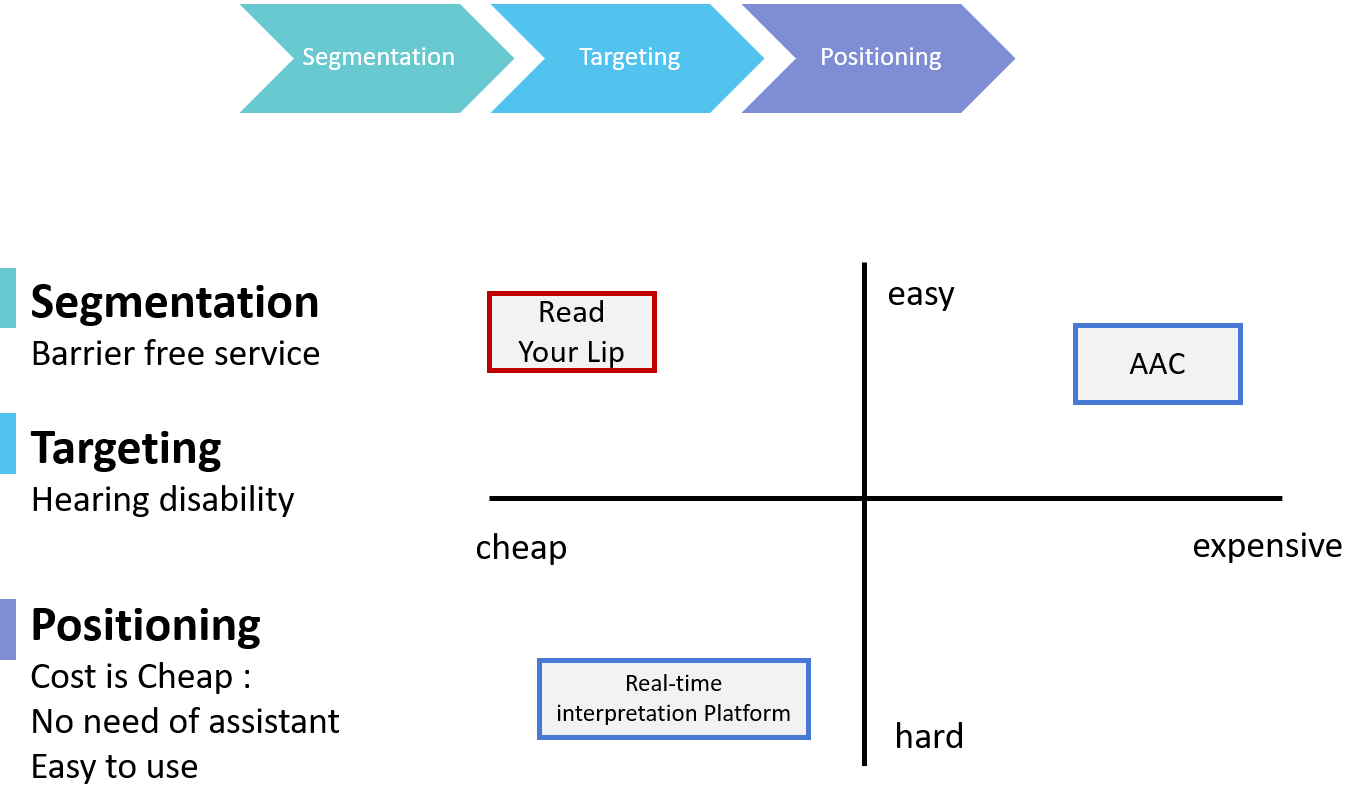 Segmentation
Targeting
Positioning
Segmentation
Barrier free service
Targeting
Hearing disability
Positioning
Cost is Cheap :
No need of assistant
Easy to use
Read
Your Lip
easy
AAC
cheap
expensive
Real-time
interpretation Platform
hard